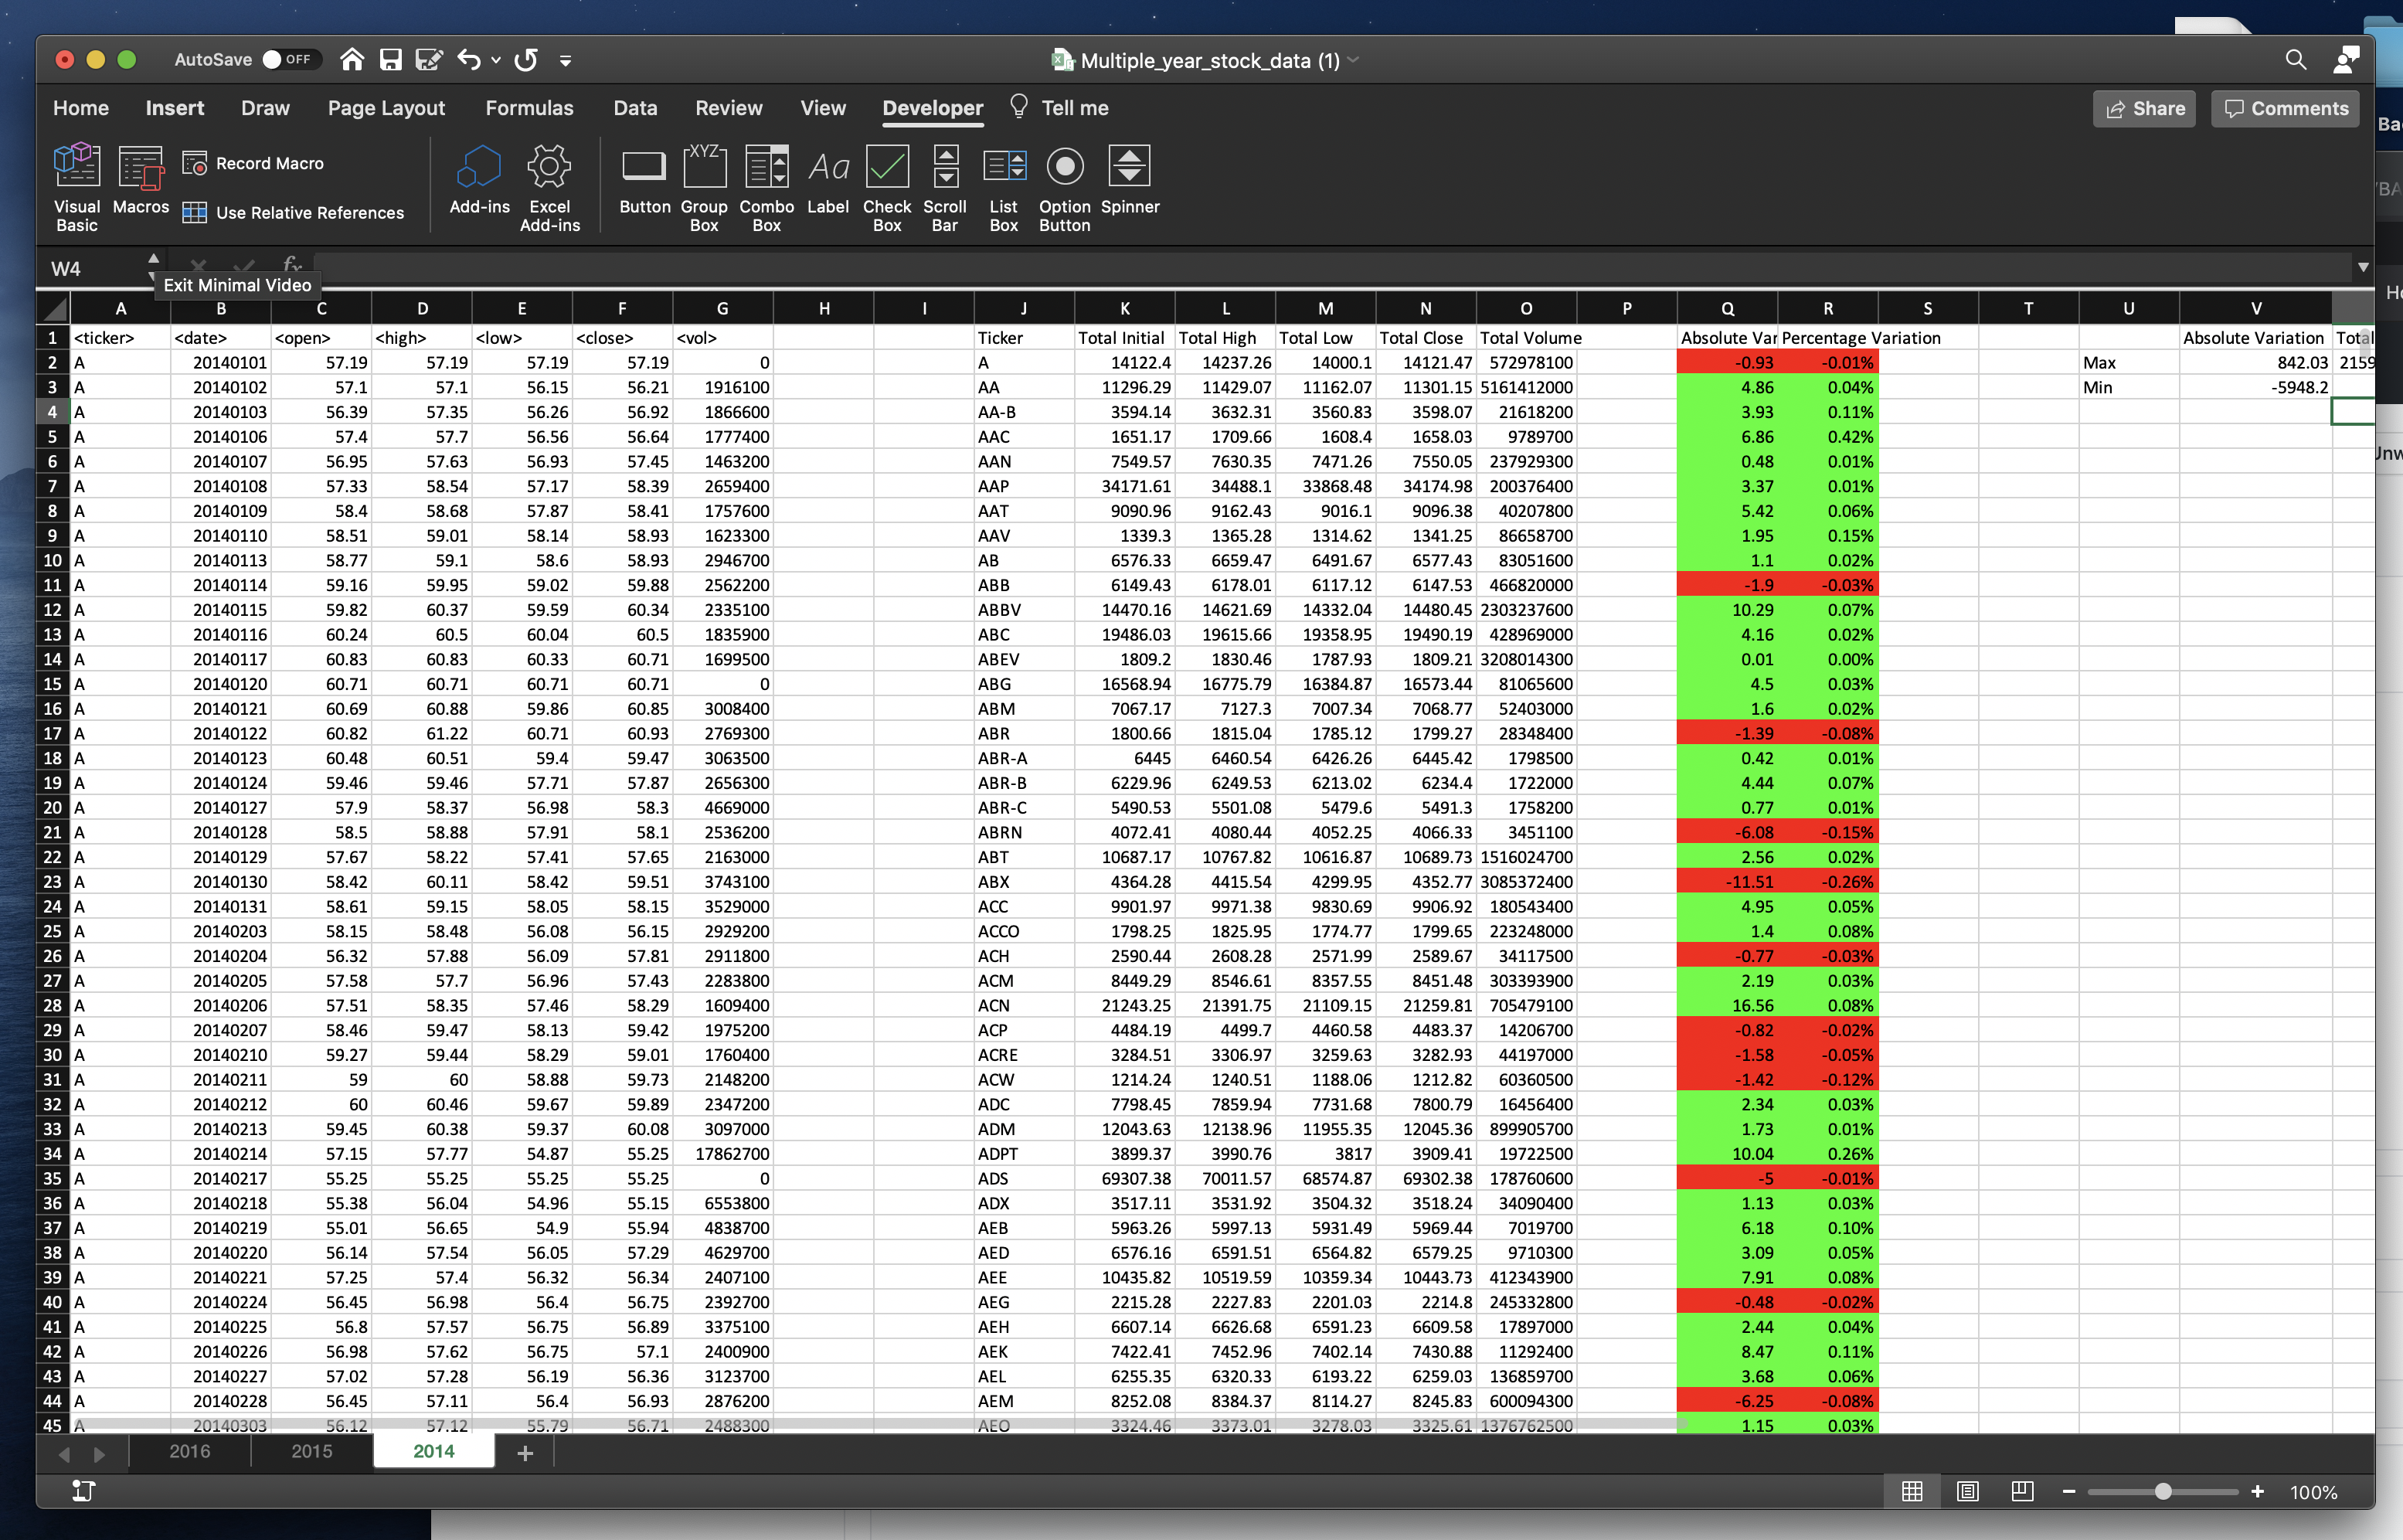 AutoSave OFF Multiple_year_stock_data (1)
Home Insert Draw Page Layout Formulas Data Review View Developer Tell me Share Comments
Visual Basic Macros Record Macro Use Relative References Add-ins Excel Add-ins Button Group Box Combo Box Label Check Box Scroll Bar List Box Option Button Spinner
W4 fx
Exit Minimal Video
A B C D E F G H I J K L M N O P Q R S T U V
1 <ticker> <date> <open> <high> <low> <close> <vol> Ticker Total Initial Total High Total Low Total Close Total Volume Absolute Var Percentage Variation Absolute Variation Total
2 A 20140101 57.19 57.19 57.19 57.19 0 A 14122.4 14237.26 14000.1 14121.47 572978100 -0.93 -0.01% Max 842.03 2159
3 A 20140102 57.1 57.1 56.15 56.21 1916100 AA 11296.29 11429.07 11162.07 11301.15 5161412000 4.86 0.04% Min -5948.2
4 A 20140103 56.39 57.35 56.26 56.92 1866600 AA-B 3594.14 3632.31 3560.83 3598.07 21618200 3.93 0.11%
5 A 20140106 57.4 57.7 56.56 56.64 1777400 AAC 1651.17 1709.66 1608.4 1658.03 9789700 6.86 0.42%
6 A 20140107 56.95 57.63 56.93 57.45 1463200 AAN 7549.57 7630.35 7471.26 7550.05 237929300 0.48 0.01%
7 A 20140108 57.33 58.54 57.17 58.39 2659400 AAP 34171.61 34488.1 33868.48 34174.98 200376400 3.37 0.01%
8 A 20140109 58.4 58.68 57.87 58.41 1757600 AAT 9090.96 9162.43 9016.1 9096.38 40207800 5.42 0.06%
9 A 20140110 58.51 59.01 58.14 58.93 1623300 AAV 1339.3 1365.28 1314.62 1341.25 86658700 1.95 0.15%
10 A 20140113 58.77 59.1 58.6 58.93 2946700 AB 6576.33 6659.47 6491.67 6577.43 83051600 1.1 0.02%
11 A 20140114 59.16 59.95 59.02 59.88 2562200 ABB 6149.43 6178.01 6117.12 6147.53 466820000 -1.9 -0.03%
12 A 20140115 59.82 60.37 59.59 60.34 2335100 ABBV 14470.16 14621.69 14332.04 14480.45 2303237600 10.29 0.07%
13 A 20140116 60.24 60.5 60.04 60.5 1835900 ABC 19486.03 19615.66 19358.95 19490.19 428969000 4.16 0.02%
14 A 20140117 60.83 60.83 60.33 60.71 1699500 ABEV 1809.2 1830.46 1787.93 1809.21 3208014300 0.01 0.00%
15 A 20140120 60.71 60.71 60.71 60.71 0 ABG 16568.94 16775.79 16384.87 16573.44 81065600 4.5 0.03%
16 A 20140121 60.69 60.88 59.86 60.85 3008400 ABM 7067.17 7127.3 7007.34 7068.77 52403000 1.6 0.02%
17 A 20140122 60.82 61.22 60.71 60.93 2769300 ABR 1800.66 1815.04 1785.12 1799.27 28348400 -1.39 -0.08%
18 A 20140123 60.48 60.51 59.4 59.47 3063500 ABR-A 6445 6460.54 6426.26 6445.42 1798500 0.42 0.01%
19 A 20140124 59.46 59.46 57.71 57.87 2656300 ABR-B 6229.96 6249.53 6213.02 6234.4 1722000 4.44 0.07%
20 A 20140127 57.9 58.37 56.98 58.3 4669000 ABR-C 5490.53 5501.08 5479.6 5491.3 1758200 0.77 0.01%
21 A 20140128 58.5 58.88 57.91 58.1 2536200 ABRN 4072.41 4080.44 4052.25 4066.33 3451100 -6.08 -0.15%
22 A 20140129 57.67 58.22 57.41 57.65 2163000 ABT 10687.17 10767.82 10616.87 10689.73 1516024700 2.56 0.02%
23 A 20140130 58.42 60.11 58.42 59.51 3743100 ABX 4364.28 4415.54 4299.95 4352.77 3085372400 -11.51 -0.26%
24 A 20140131 58.61 59.15 58.05 58.15 3529000 ACC 9901.97 9971.38 9830.69 9906.92 180543400 4.95 0.05%
25 A 20140203 58.15 58.48 56.08 56.15 2929200 ACCO 1798.25 1825.95 1774.77 1799.65 223248000 1.4 0.08%
26 A 20140204 56.32 57.88 56.09 57.81 2911800 ACH 2590.44 2608.28 2571.99 2589.67 34117500 -0.77 -0.03%
27 A 20140205 57.58 57.7 56.96 57.43 2283800 ACM 8449.29 8546.61 8357.55 8451.48 303393900 2.19 0.03%
28 A 20140206 57.51 58.35 57.46 58.29 1609400 ACN 21243.25 21391.75 21109.15 21259.81 705479100 16.56 0.08%
29 A 20140207 58.46 59.47 58.13 59.42 1975200 ACP 4484.19 4499.7 4460.58 4483.37 14206700 -0.82 -0.02%
30 A 20140210 59.27 59.44 58.29 59.01 1760400 ACRE 3284.51 3306.97 3259.63 3282.93 44197000 -1.58 -0.05%
31 A 20140211 59 60 58.88 59.73 2148200 ACW 1214.24 1240.51 1188.06 1212.82 60360500 -1.42 -0.12%
32 A 20140212 60 60.46 59.67 59.89 2347200 ADC 7798.45 7859.94 7731.68 7800.79 16456400 2.34 0.03%
33 A 20140213 59.45 60.38 59.37 60.08 3097000 ADM 12043.63 12138.96 11955.35 12045.36 899905700 1.73 0.01%
34 A 20140214 57.15 57.77 54.87 55.25 17862700 ADPT 3899.37 3990.76 3817 3909.41 19722500 10.04 0.26%
35 A 20140217 55.25 55.25 55.25 55.25 0 ADS 69307.38 70011.57 68574.87 69302.38 178760600 -5 -0.01%
36 A 20140218 55.38 56.04 54.96 55.15 6553800 ADX 3517.11 3531.92 3504.32 3518.24 34090400 1.13 0.03%
37 A 20140219 55.01 56.65 54.9 55.94 4838700 AEB 5963.26 5997.13 5931.49 5969.44 7019700 6.18 0.10%
38 A 20140220 56.14 57.54 56.05 57.29 4629700 AED 6576.16 6591.51 6564.82 6579.25 9710300 3.09 0.05%
39 A 20140221 57.25 57.4 56.32 56.34 2407100 AEE 10435.82 10519.59 10359.34 10443.73 412343900 7.91 0.08%
40 A 20140224 56.45 56.98 56.4 56.75 2392700 AEG 2215.28 2227.83 2201.03 2214.8 245332800 -0.48 -0.02%
41 A 20140225 56.8 57.57 56.75 56.89 3375100 AEH 6607.14 6626.68 6591.23 6609.58 17897000 2.44 0.04%
42 A 20140226 56.98 57.62 56.75 57.1 2400900 AEK 7422.41 7452.96 7402.14 7430.88 11292400 8.47 0.11%
43 A 20140227 57.02 57.28 56.19 56.36 3123700 AEL 6255.35 6320.33 6193.22 6259.03 136859700 3.68 0.06%
44 A 20140228 56.45 57.11 56.4 56.93 2876200 AEM 8252.08 8384.37 8114.27 8245.83 600094300 -6.25 -0.08%
45 A 20140303 56.12 57.12 55.79 56.71 2488300 AEO 3324.46 3373.01 3278.03 3325.61 1376762500 1.15 0.03%
2016 2015 2014
100%